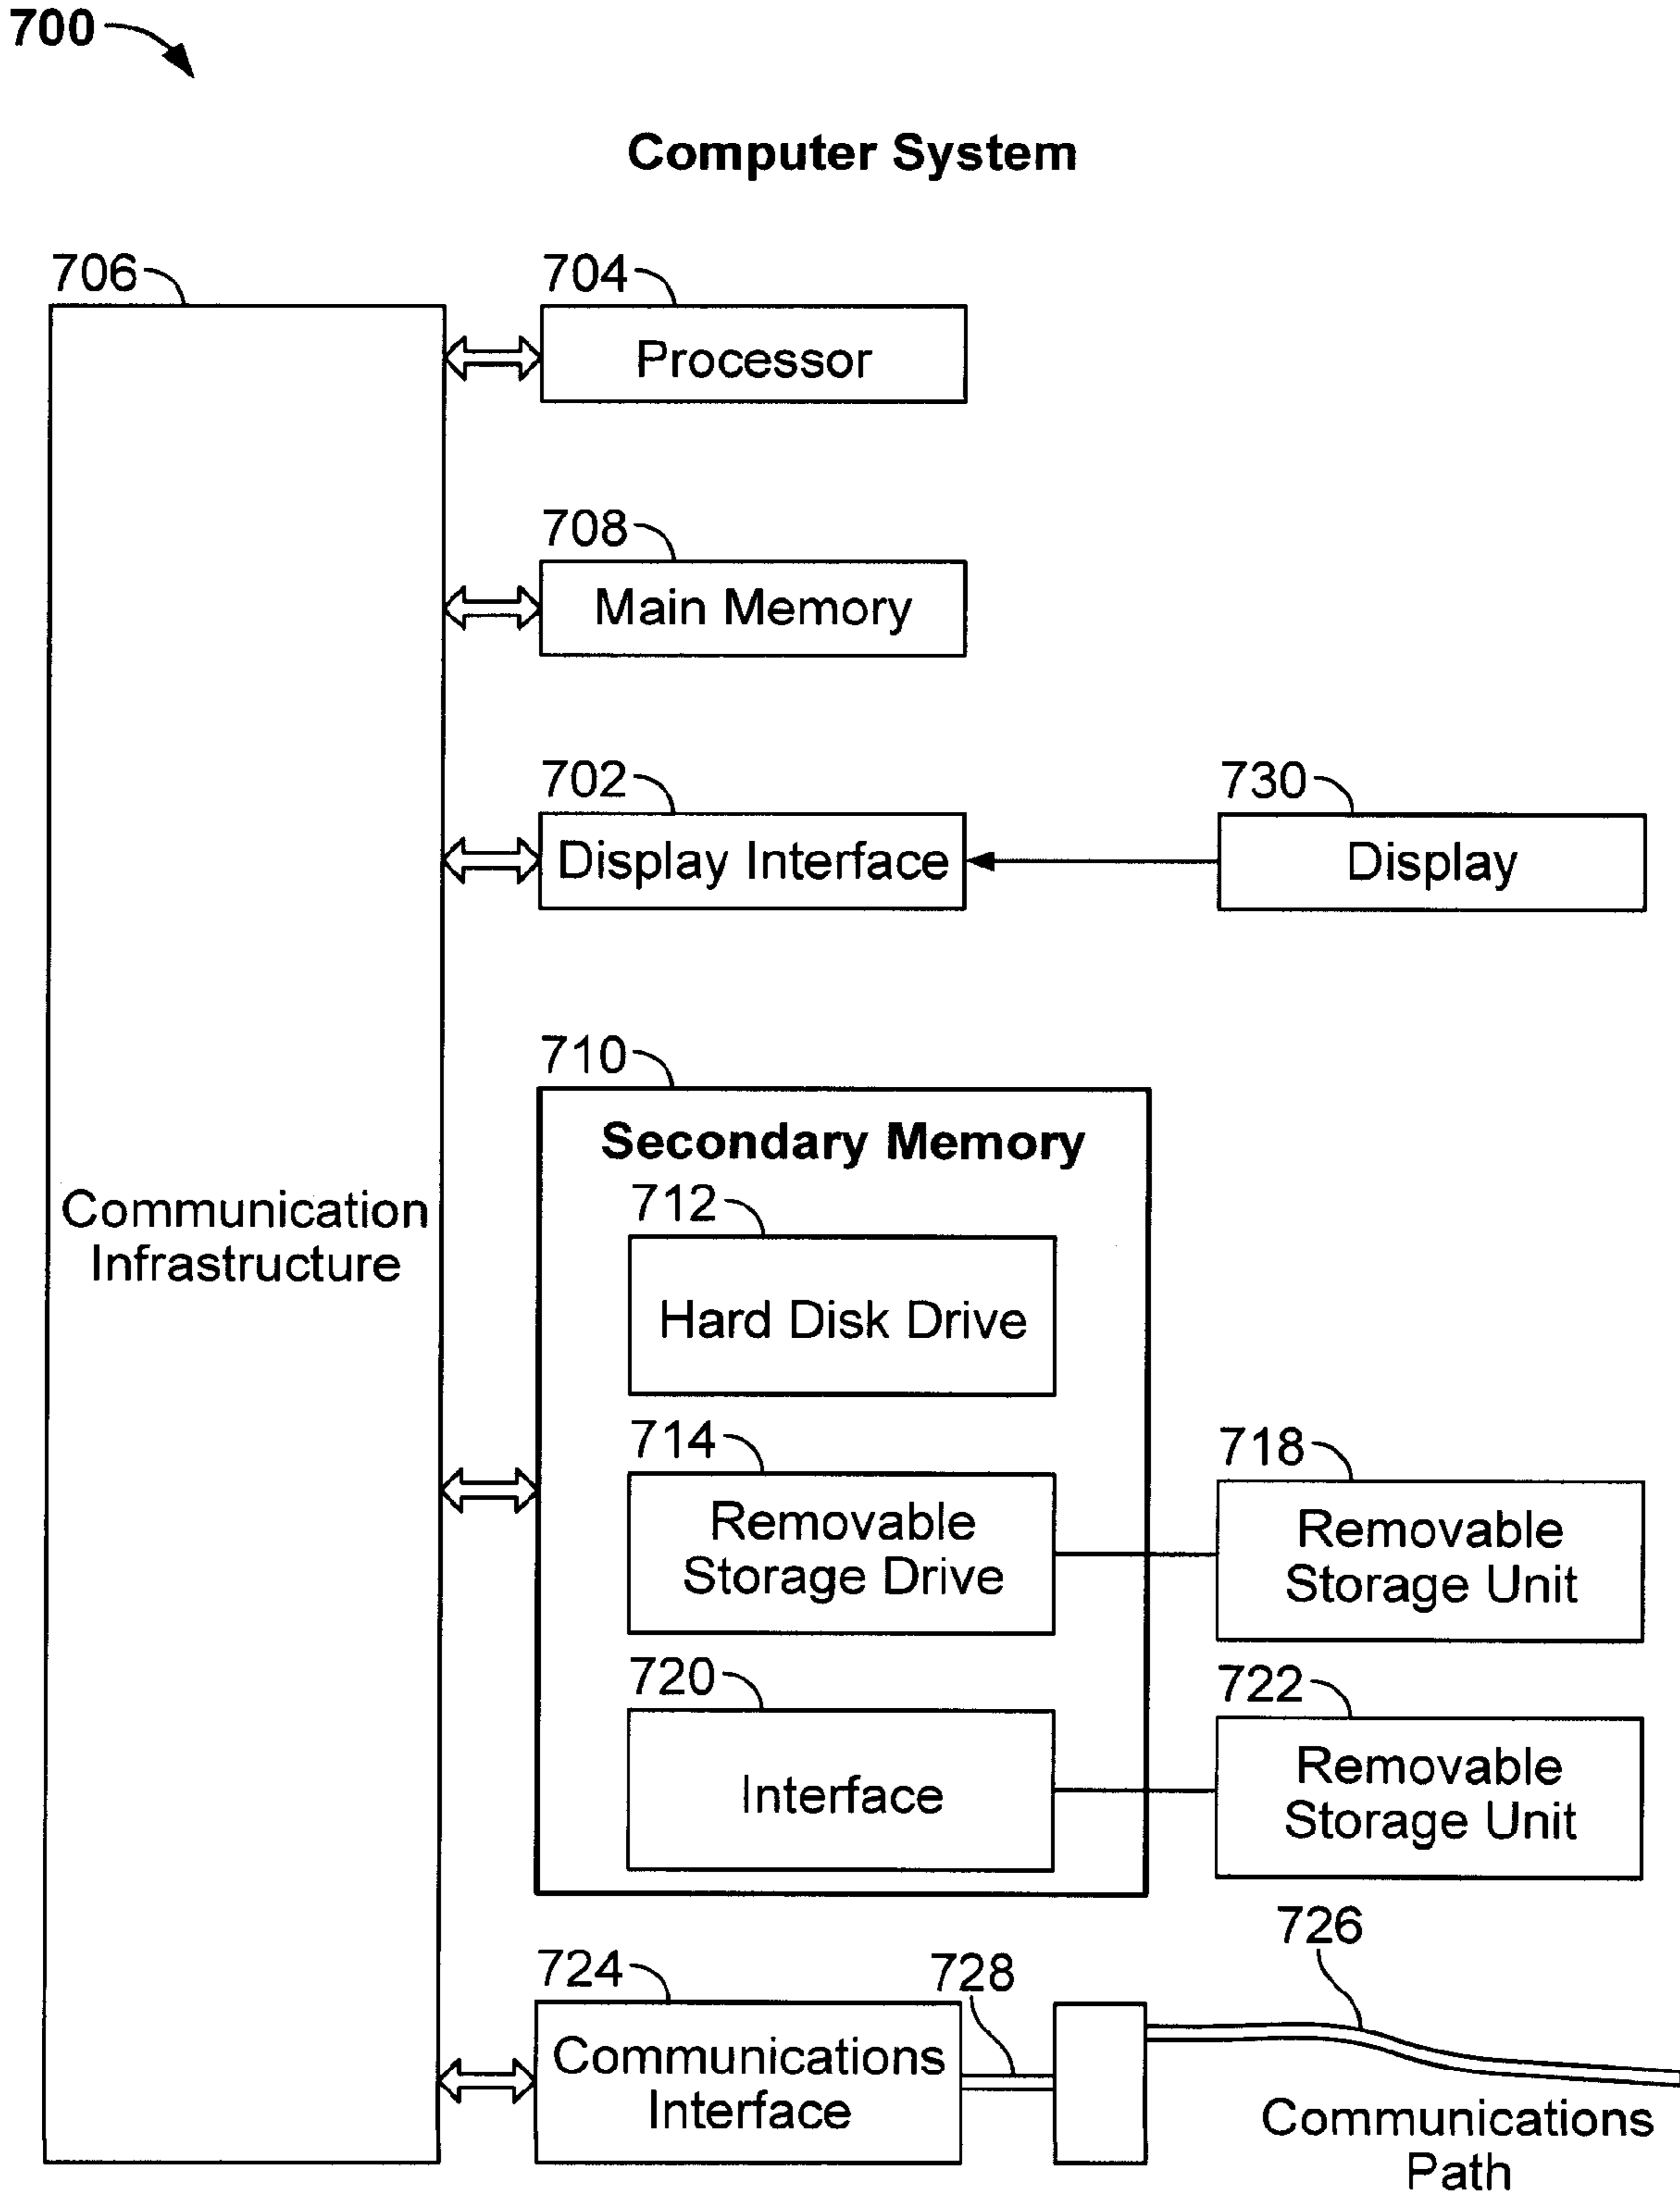 700
Computer System
706
704
Processor
708
Main Memory
702
730
Display Interface
Display
710
Secondary Memory
Communication
Infrastructure
712
Hard Disk Drive
714
Removable
Storage Drive
718
Removable
Storage Unit
720
Interface
722
Removable
Storage Unit
724
Communications
Interface
728
726
Communications
Path